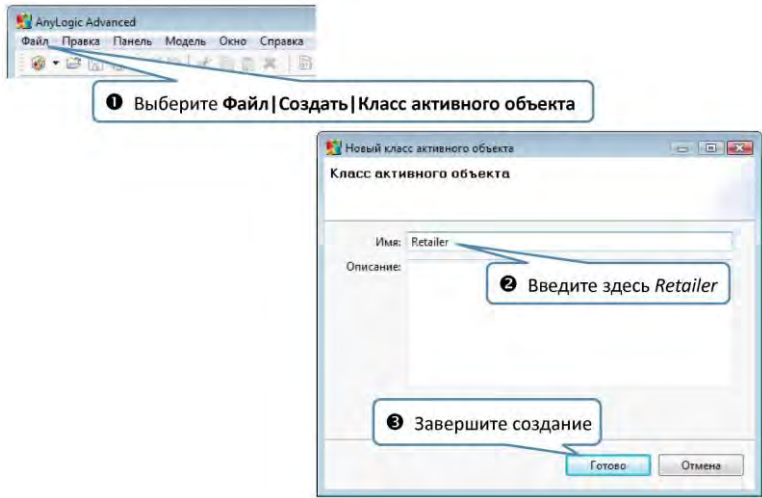 AnyLogic Advanced
Файл Правка Панель Модель Окно Справка
❶ Выберите Файл|Создать|Класс активного объекта
Новый класс активного объекта
Класс активного объекта
Имя: Retailer
Описание:
❷ Введите здесь Retailer
❸ Завершите создание
Готово Отмена